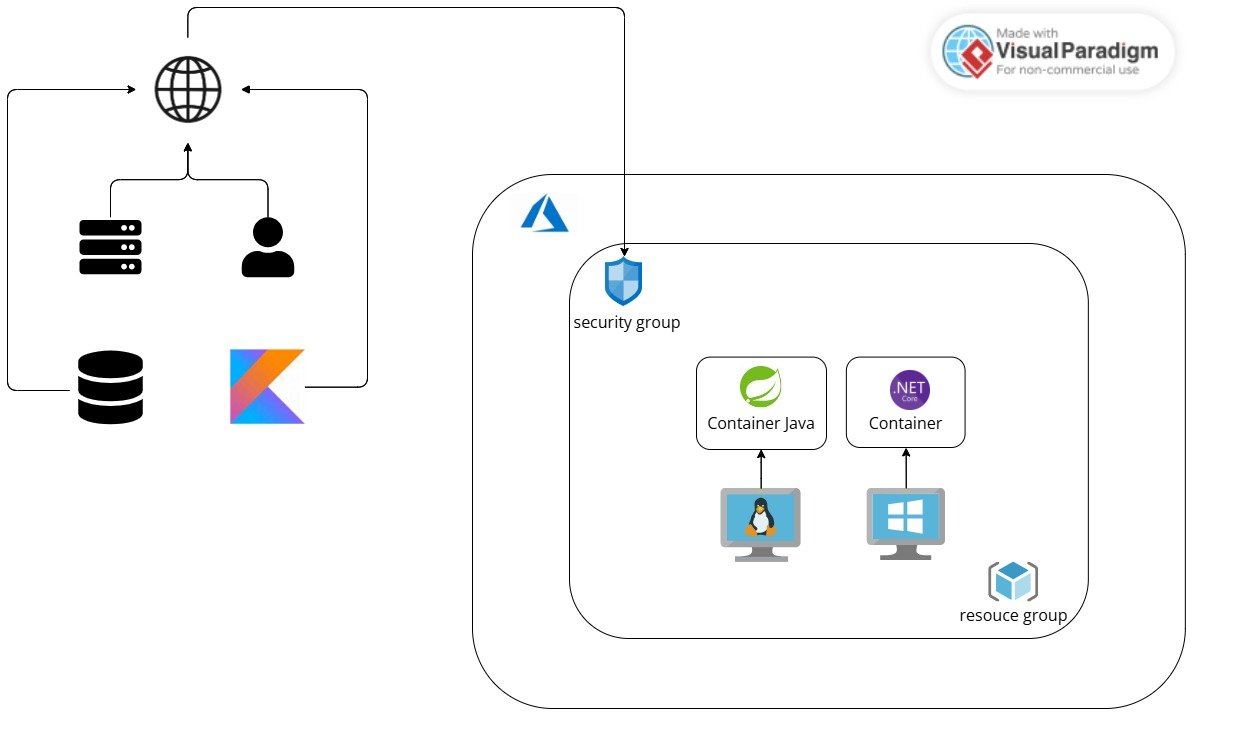 Made with
Visual Paradigm
For non-commercial use
security group
Container Java
.NET
Core
Container
resouce group